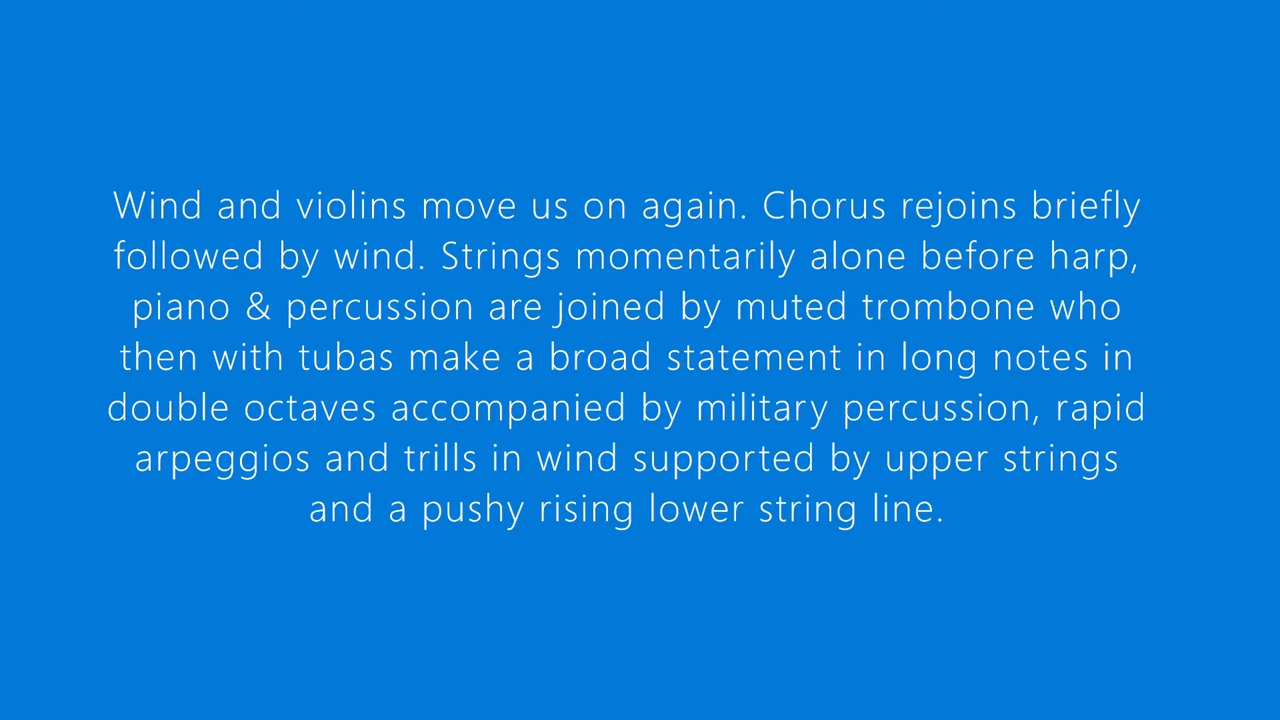 Wind and violins move us on again. Chorus rejoins briefly
followed by wind. Strings momentarily alone before harp,
piano & percussion are joined by muted trombone who
then with tubas make a broad statement in long notes in
double octaves accompanied by military percussion, rapid
arpeggios and trills in wind supported by upper strings
and a pushy rising lower string line.